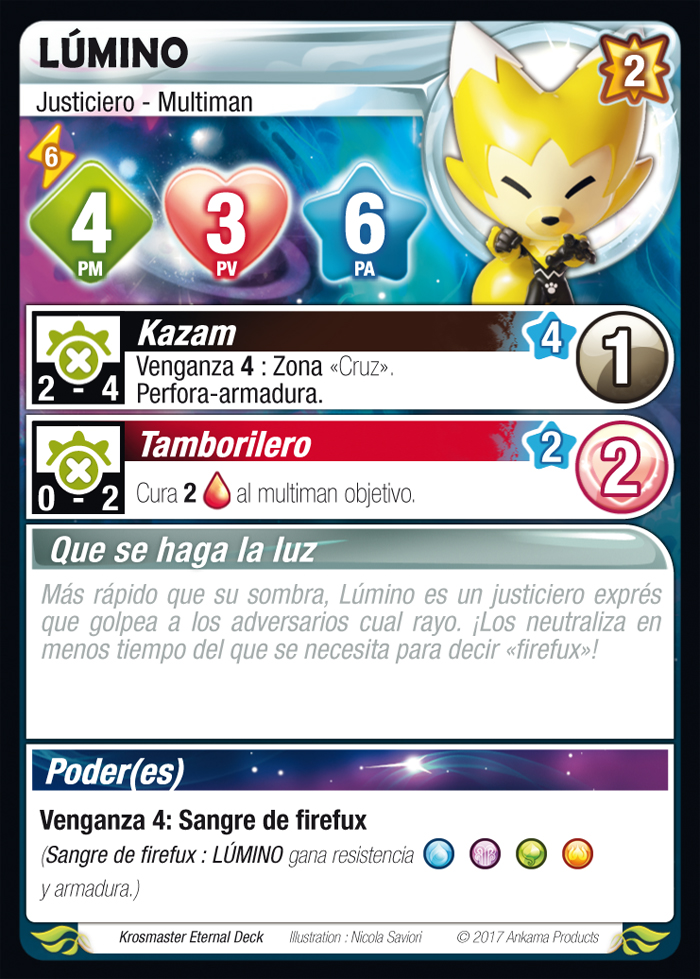 LÚMINO
2
Justiciero - Multiman
6
4
PM
3
PV
6
PA
Kazam
4
1
2 - 4
Venganza 4 : Zona «Cruz».
Perfora-armadura.
Tamborilero
2
2
0 - 2
Cura 2 al multiman objetivo.
Que se haga la luz
Más rápido que su sombra, Lúmino es un justiciero exprés
que golpea a los adversarios cual rayo. ¡Los neutraliza en
menos tiempo del que se necesita para decir «firefux»!
Poder(es)
Venganza 4: Sangre de firefux
(Sangre de firefux : LÚMINO gana resistencia
y armadura.)
Krosmaster Eternal Deck Illustration : Nicola Saviori © 2017 Ankama Products